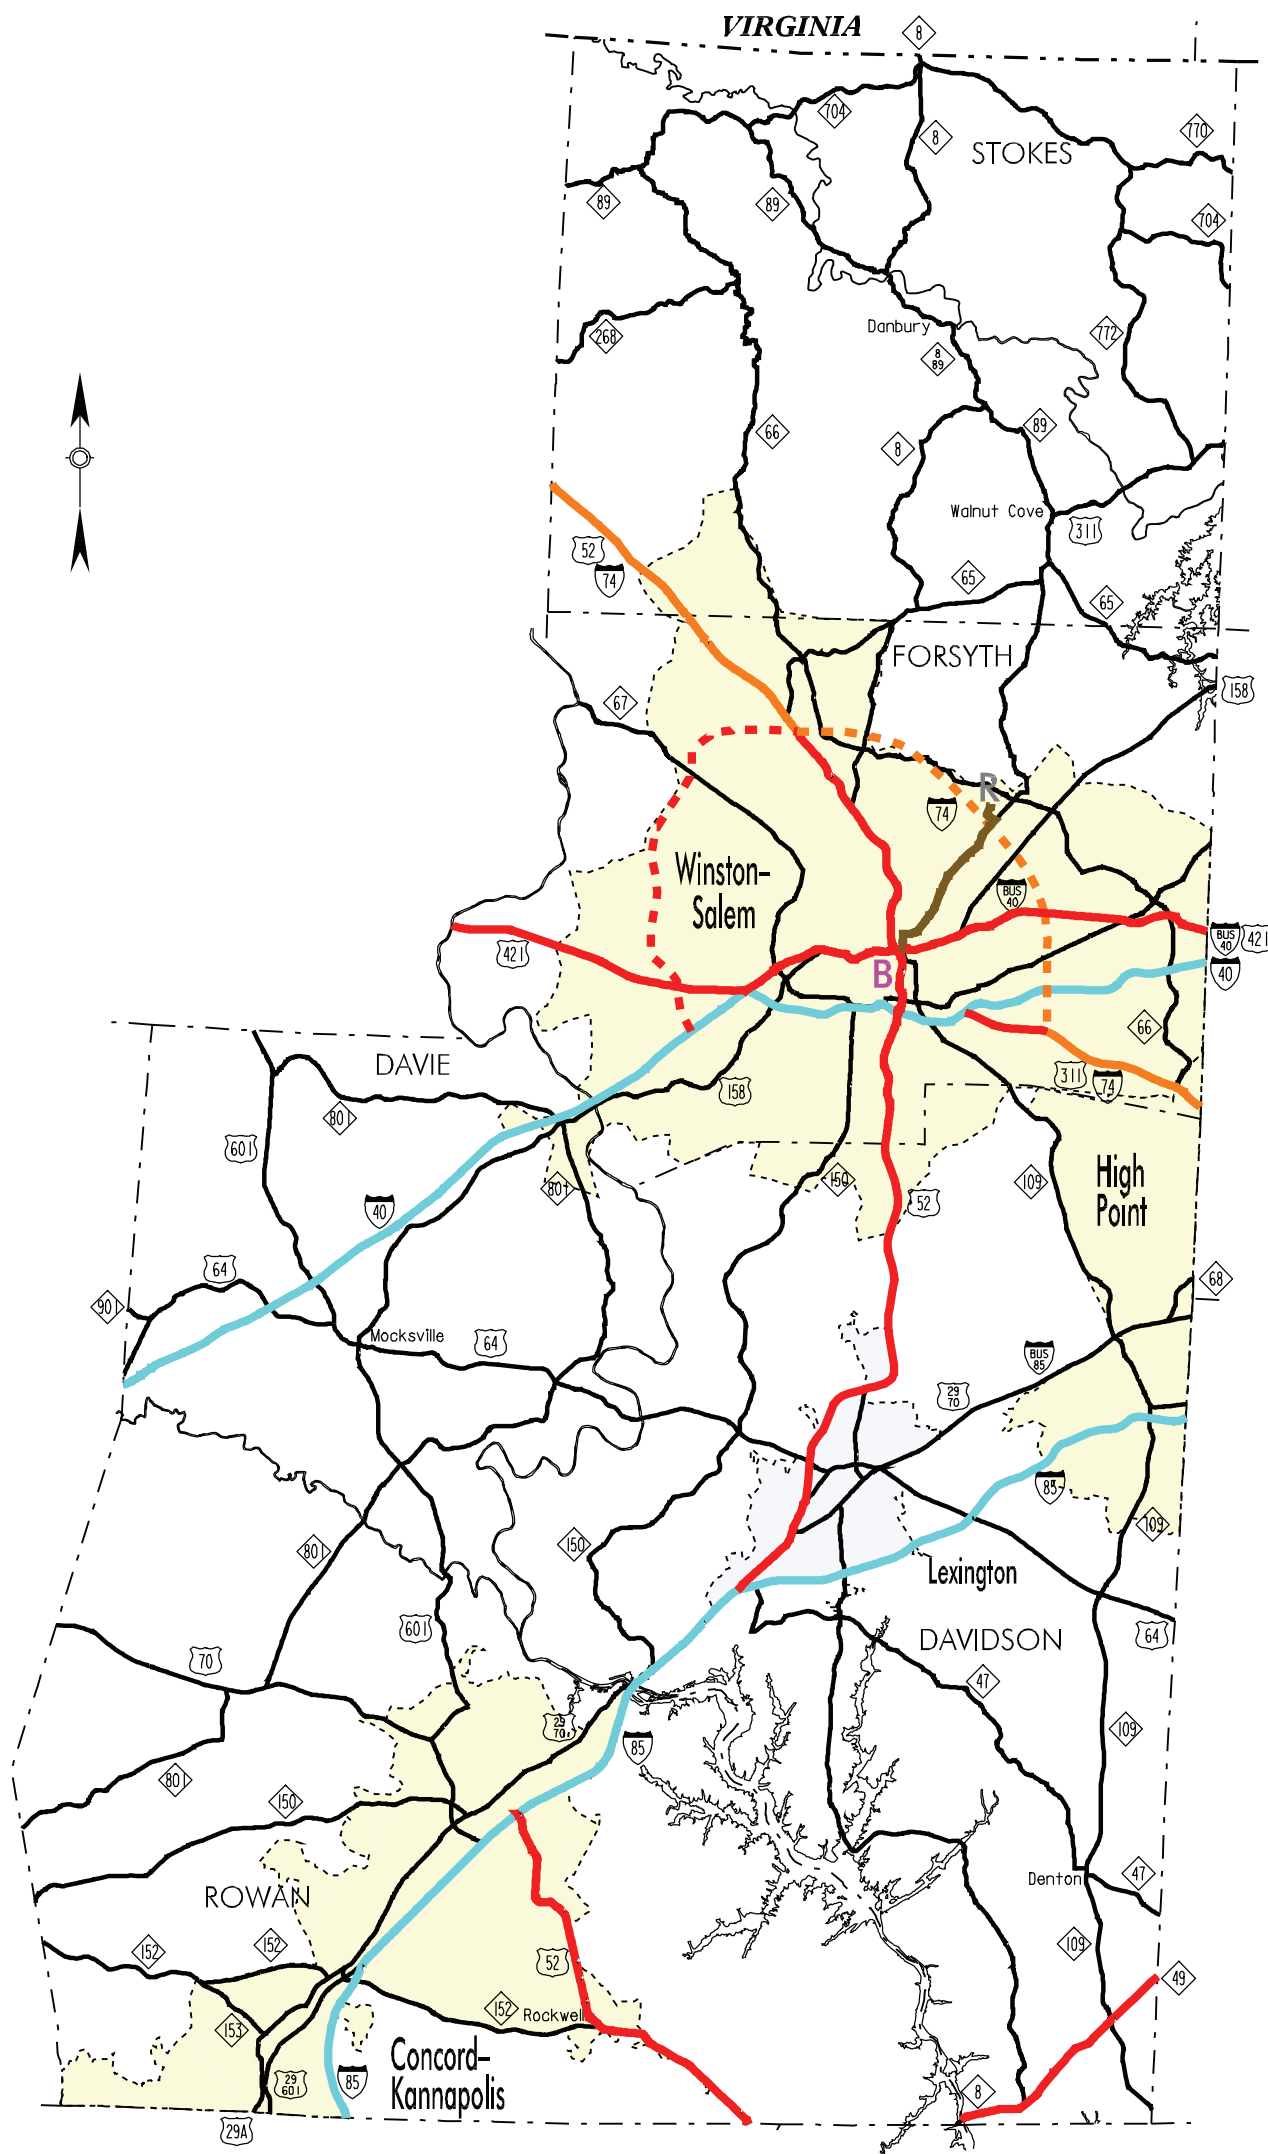 VIRGINIA
8
704
8
STOKES
770
89
89
704
268
Danbury
8
89
772
66
8
89
Walnut Cove
311
52
74
65
65
FORSYTH
67
158
R
74
Winston-
Salem
BUS
40
421
BUS
40
421
B
40
66
DAVIE
158
311
74
801
601
High
Point
801
150
109
52
40
64
68
901
Mocksville
64
BUS
85
29
70
85
109
801
150
Lexington
601
64
70
DAVIDSON
47
29
70
109
85
801
150
47
Denton
ROWAN
152
152
109
52
49
152
Rockwell
153
Concord-
Kannapolis
29
601
85
8
29A